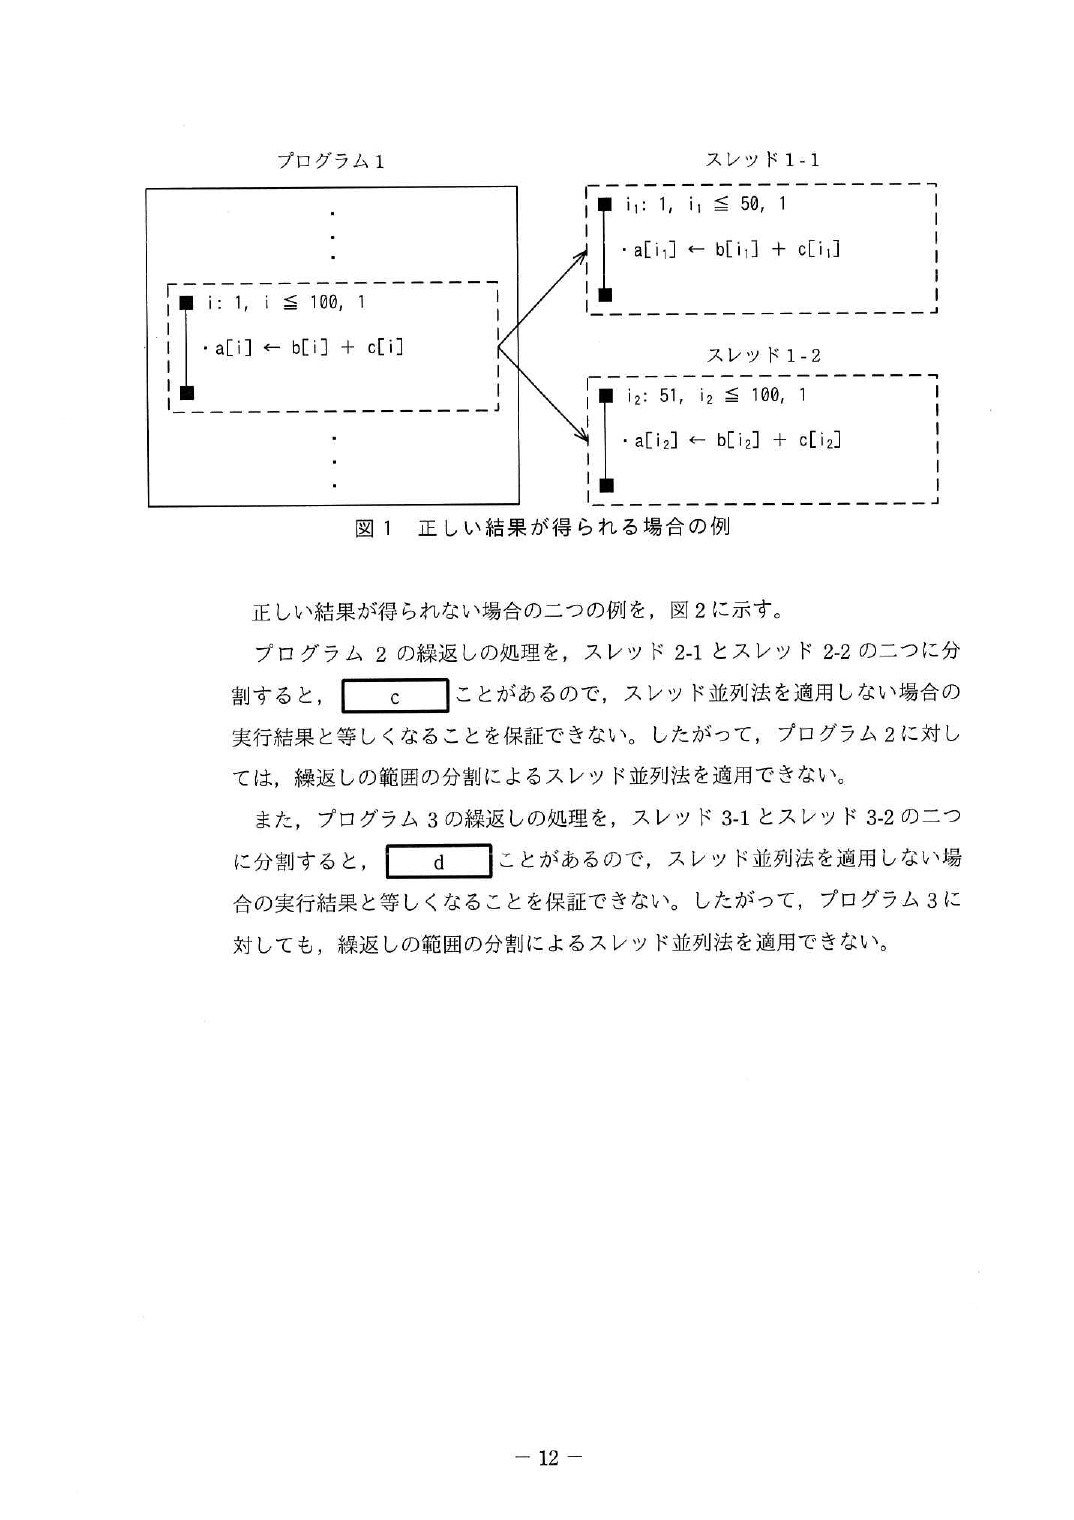 プログラム1
・
・
・
■ i: 1, i ≦ 100, 1
・a[i] ← b[i] + c[i]
■
・
・
・
スレッド1-1
■ i₁: 1, i₁ ≦ 50, 1
・a[i₁] ← b[i₁] + c[i₁]
■
スレッド1-2
■ i₂: 51, i₂ ≦ 100, 1
・a[i₂] ← b[i₂] + c[i₂]
■
図1 正しい結果が得られる場合の例
正しい結果が得られない場合の二つの例を，図2に示す。
プログラム 2 の繰返しの処理を，スレッド 2-1 とスレッド 2-2 の二つに分
割すると， c ことがあるので，スレッド並列法を適用しない場合の
実行結果と等しくなることを保証できない。したがって，プログラム2に対し
ては，繰返しの範囲の分割によるスレッド並列法を適用できない。
また，プログラム3の繰返しの処理を，スレッド 3-1 とスレッド 3-2 の二つ
に分割すると， d ことがあるので，スレッド並列法を適用しない場
合の実行結果と等しくなることを保証できない。したがって，プログラム3に
対しても，繰返しの範囲の分割によるスレッド並列法を適用できない。
－ 12 －